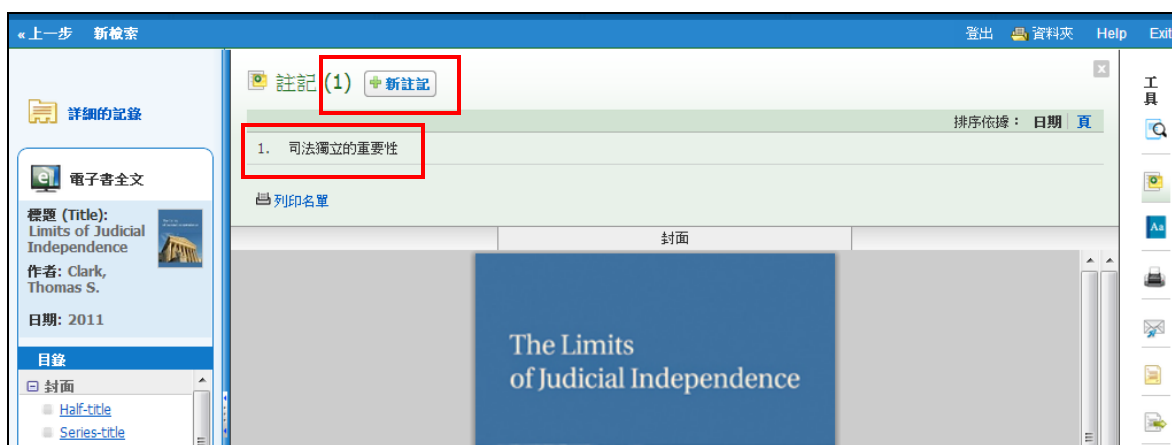 «上一步 新檢索 登出 資料夾 Help Exit
詳細的記錄
電子書全文
標題 (Title):
Limits of Judicial
Independence
作者: Clark,
Thomas S.
日期: 2011
目錄
封面
Half-title
Series-title
註記 (1) 新註記
排序依據： 日期 頁
1. 司法獨立的重要性
列印名單
封面
The Limits
of Judicial Independence
工
具
Aa